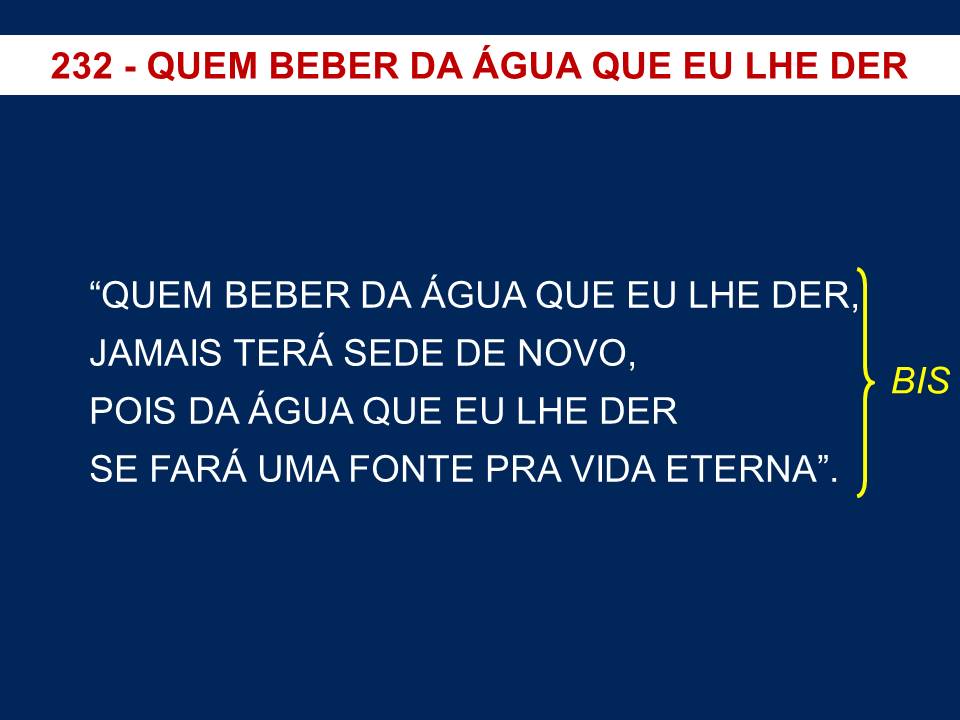 232 - QUEM BEBER DA ÁGUA QUE EU LHE DER
“QUEM BEBER DA ÁGUA QUE EU LHE DER,
JAMAIS TERÁ SEDE DE NOVO,
POIS DA ÁGUA QUE EU LHE DER
SE FARÁ UMA FONTE PRA VIDA ETERNA”.
BIS